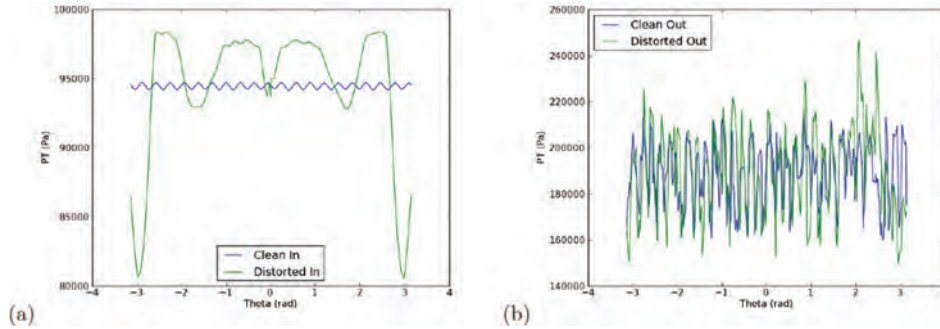 100000
95000
90000
85000
80000
PT (Pa)
−4 −3 −2 −1 0 1 2 3 4
Theta (rad)
Clean In
Distorted In
(a)
260000
240000
220000
200000
180000
160000
140000
PT (Pa)
−4 −3 −2 −1 0 1 2 3 4
Theta (rad)
Clean Out
Distorted Out
(b)